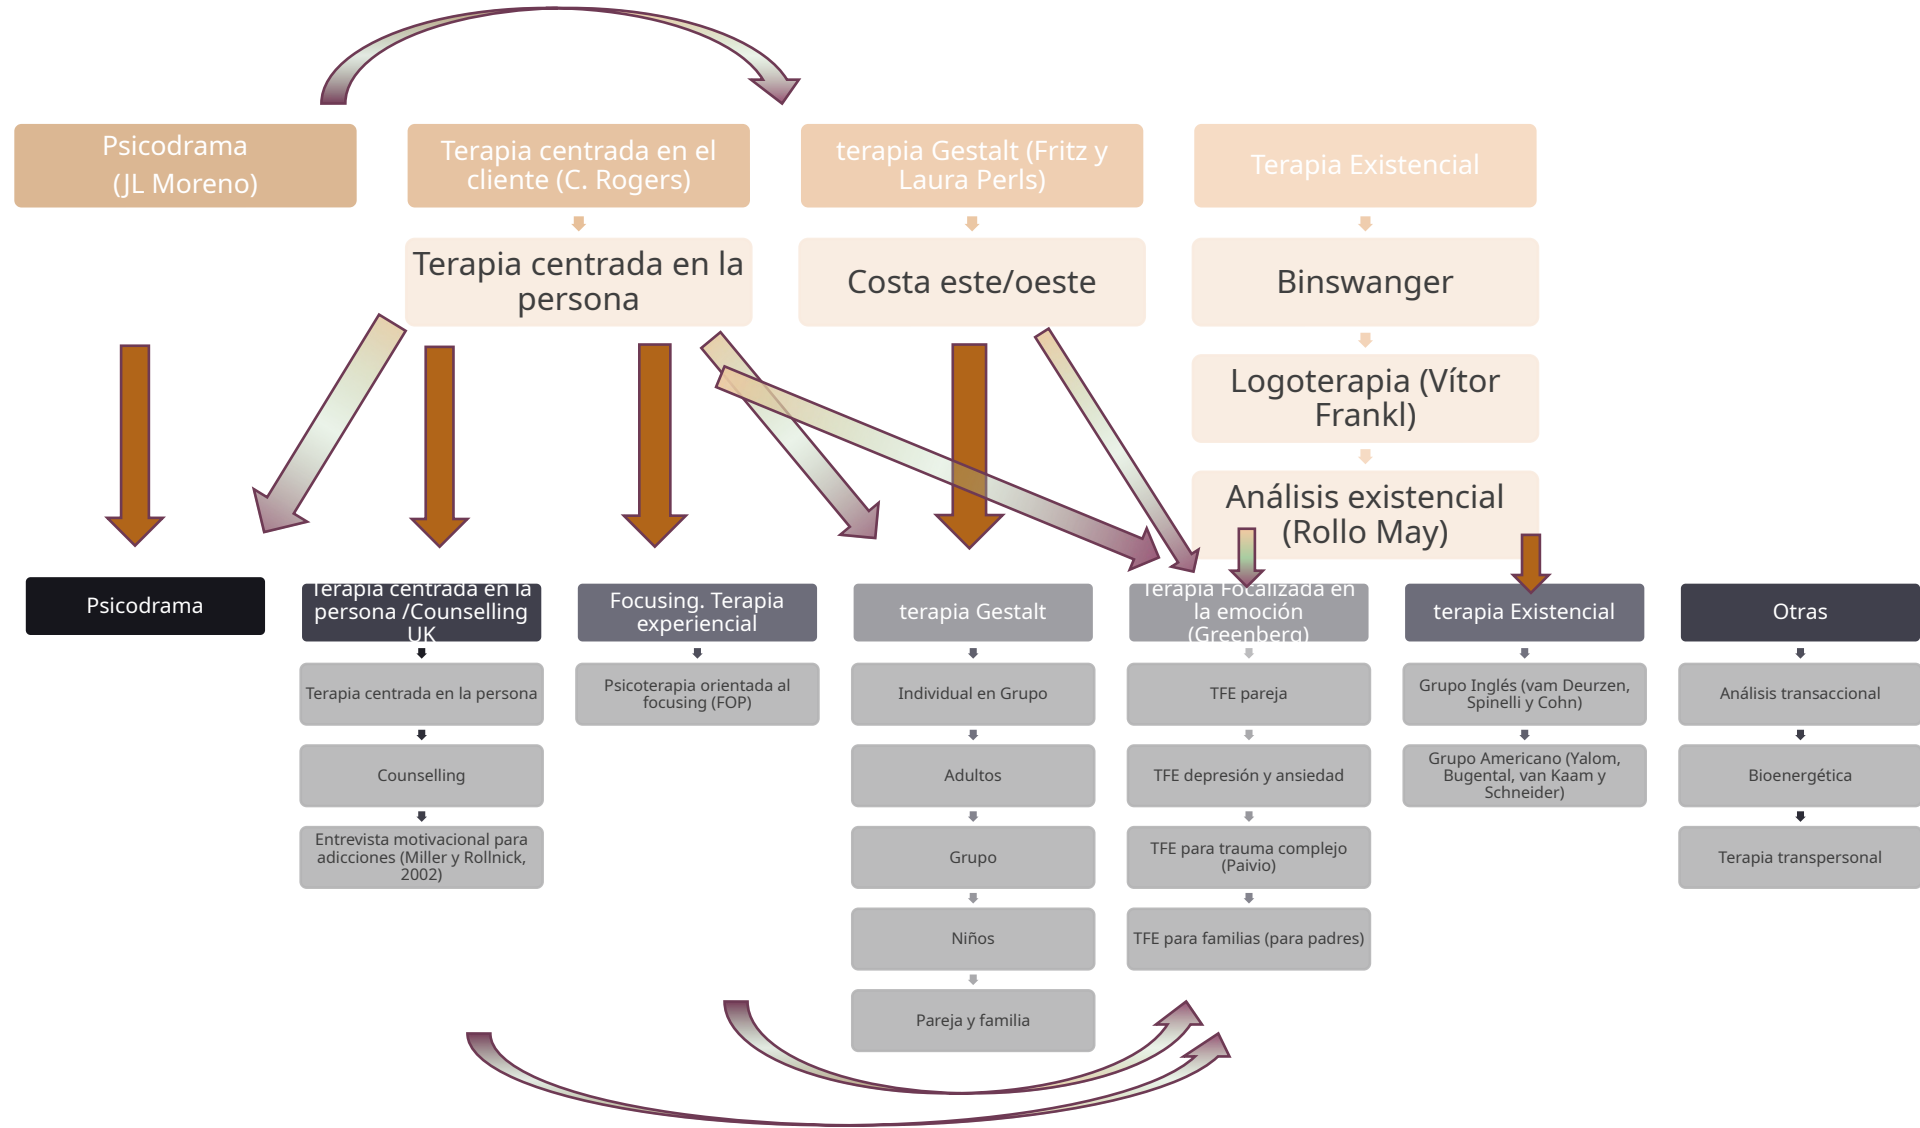 Psicodrama
(JL Moreno)
Terapia centrada en el
cliente (C. Rogers)
terapia Gestalt (Fritz y
Laura Perls)
Terapia Existencial
Terapia centrada en la
persona
Costa este/oeste
Binswanger
Logoterapia (Vítor
Frankl)
Análisis existencial
(Rollo May)
Psicodrama
Terapia centrada en la
persona /Counselling
UK
Focusing. Terapia
experiencial
terapia Gestalt
Terapia Focalizada en
la emoción
(Greenberg)
terapia Existencial
Otras
Terapia centrada en la persona
Counselling
Entrevista motivacional para
adicciones (Miller y Rollnick,
2002)
Psicoterapia orientada al
focusing (FOP)
Individual en Grupo
Adultos
Grupo
Niños
Pareja y familia
TFE pareja
TFE depresión y ansiedad
TFE para trauma complejo
(Paivio)
TFE para familias (para padres)
Grupo Inglés (vam Deurzen,
Spinelli y Cohn)
Grupo Americano (Yalom,
Bugental, van Kaam y
Schneider)
Análisis transaccional
Bioenergética
Terapia transpersonal